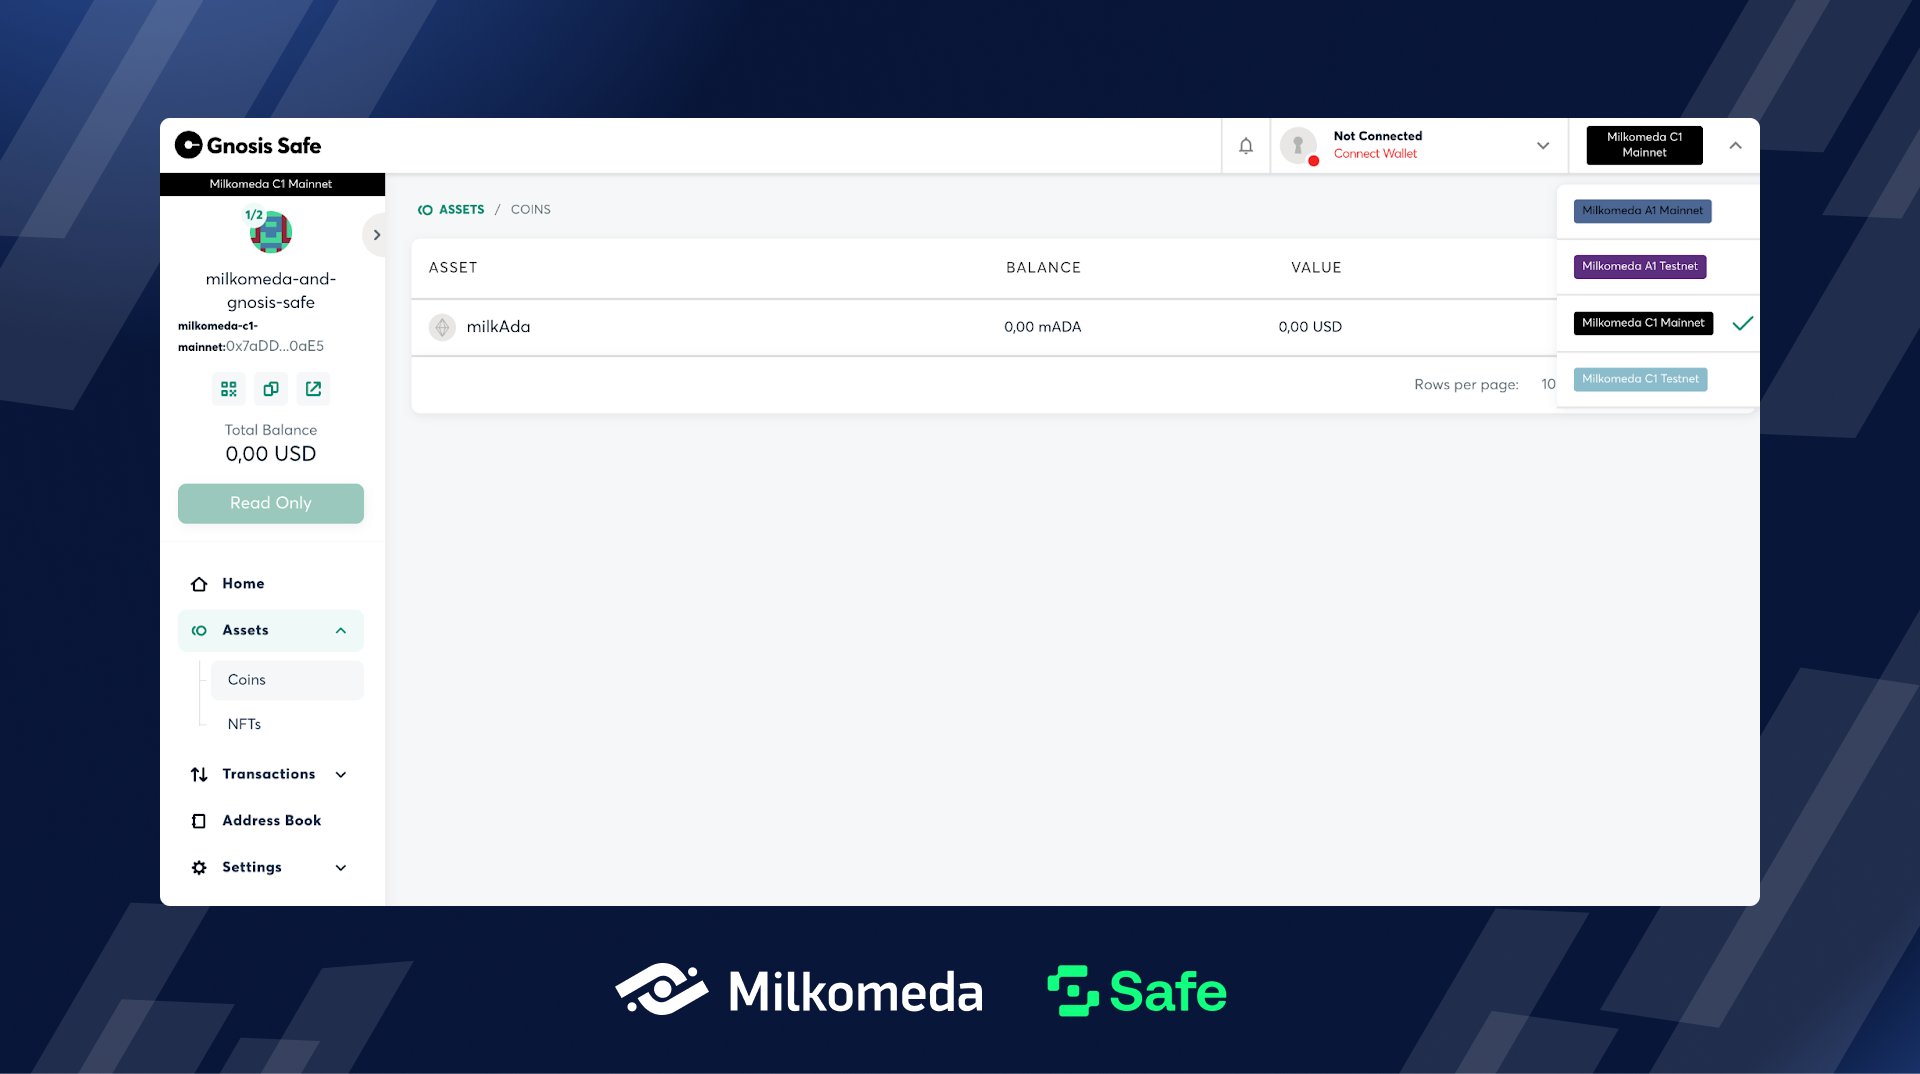 Gnosis Safe
Not Connected
Connect Wallet
Milkomeda C1
Mainnet
Milkomeda C1 Mainnet
1/2
milkomeda-and-
gnosis-safe
milkomeda-c1-
mainnet:0x7aDD...0aE5
Total Balance
0,00 USD
Read Only
Home
Assets
Coins
NFTs
Transactions
Address Book
Settings
ASSETS / COINS
ASSET BALANCE VALUE
milkAda 0,00 mADA 0,00 USD
Rows per page: 10
Milkomeda A1 Mainnet
Milkomeda A1 Testnet
Milkomeda C1 Mainnet
Milkomeda C1 Testnet
Milkomeda Safe